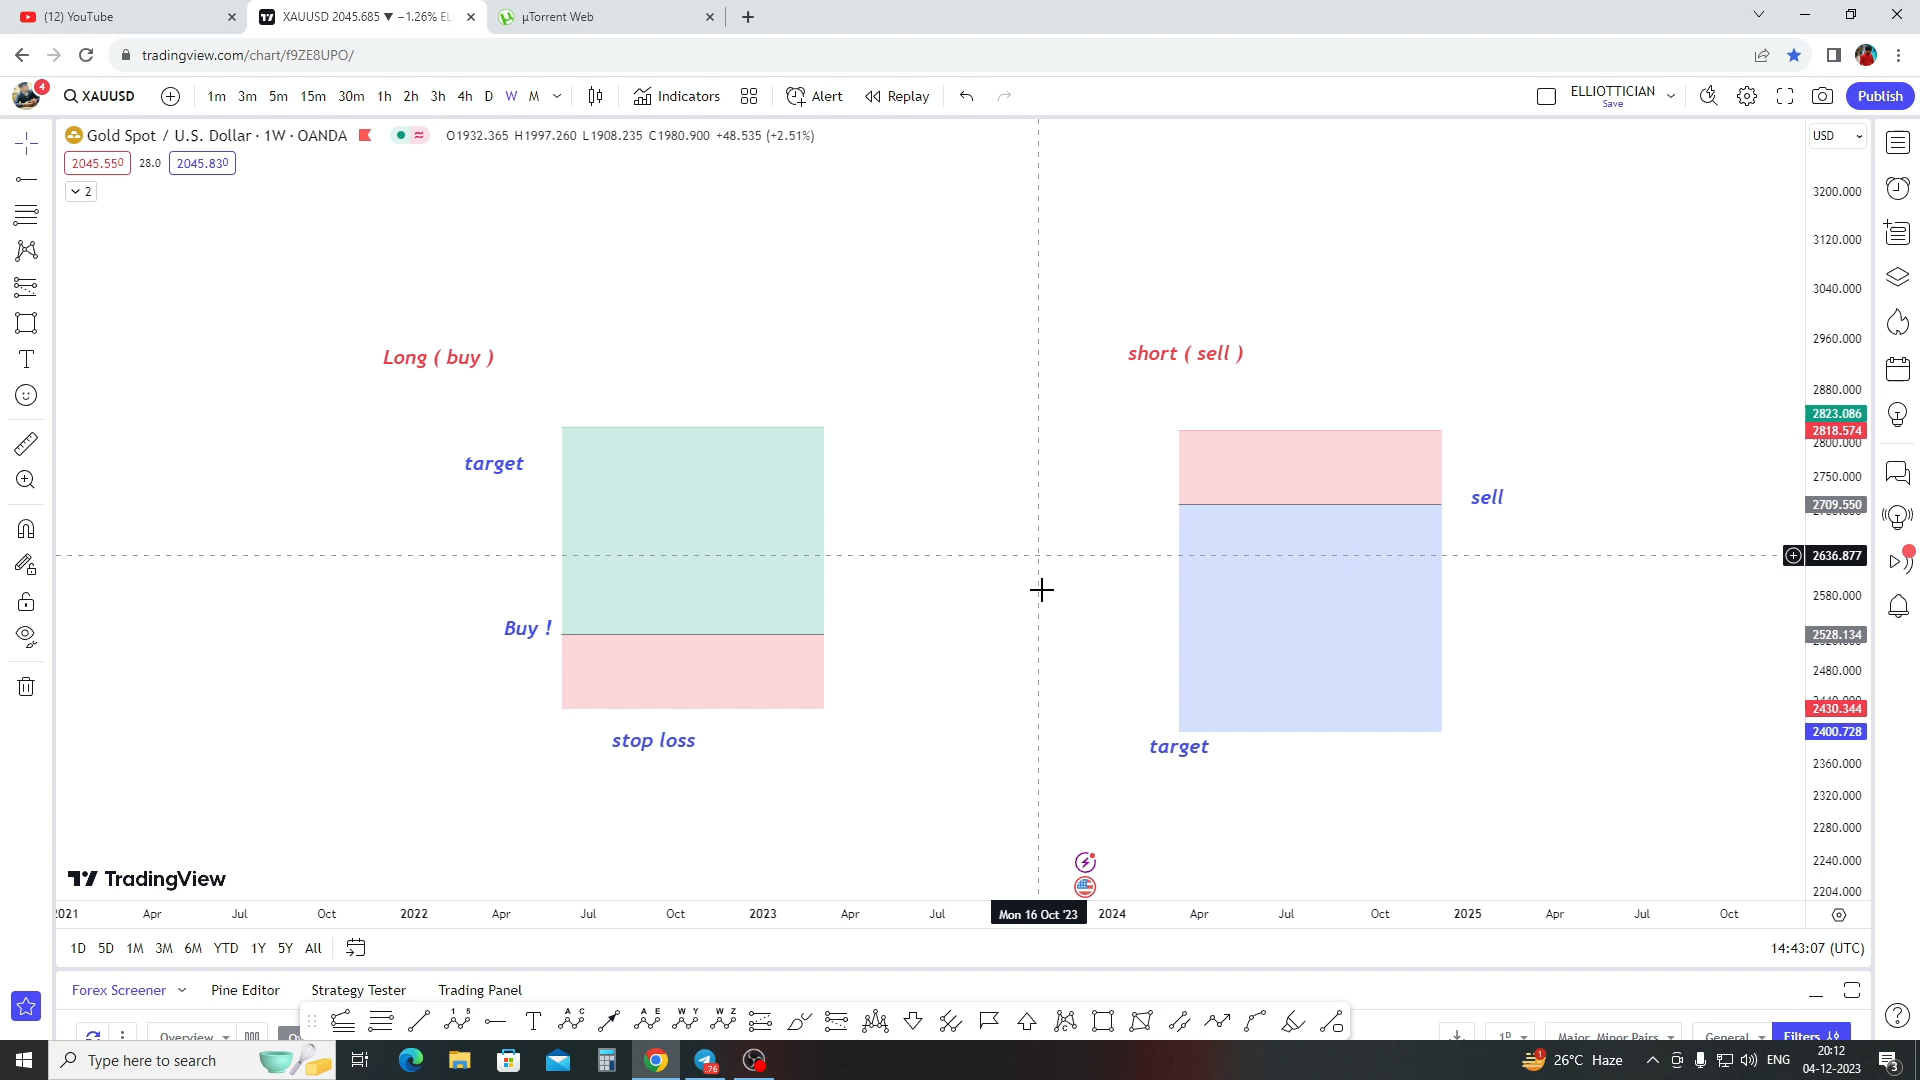 (12) YouTube
XAUUSD 2045.685 ▼ −1.26% EL
µTorrent Web
tradingview.com/chart/f9ZE8UPO/
4
XAUUSD
1m 3m 5m 15m 30m 1h 2h 3h 4h D W M
Indicators
Alert
Replay
ELLIOTTICIAN
Save
Publish
Gold Spot / U.S. Dollar · 1W · OANDA
O1932.365 H1997.260 L1908.235 C1980.900 +48.535 (+2.51%)
USD
2045.550 28.0 2045.830
2
3200.000
3120.000
3040.000
2960.000
2880.000
2823.086
2818.574
2800.000
2750.000
2709.550
2636.877
2580.000
2528.134
2480.000
2440.000
2430.344
2400.728
2360.000
2320.000
2280.000
2240.000
2204.000
Long ( buy )
short ( sell )
target
sell
Buy !
stop loss
target
TradingView
2021 Apr Jul Oct 2022 Apr Jul Oct 2023 Apr Jul Mon 16 Oct '23 2024 Apr Jul Oct 2025 Apr Jul Oct
1D 5D 1M 3M 6M YTD 1Y 5Y All
14:43:07 (UTC)
Forex Screener Pine Editor Strategy Tester Trading Panel
Overview
1D
Major, Minor Pairs
General
Filters
Type here to search
.76
26°C Haze
ENG
20:12
04-12-2023
3